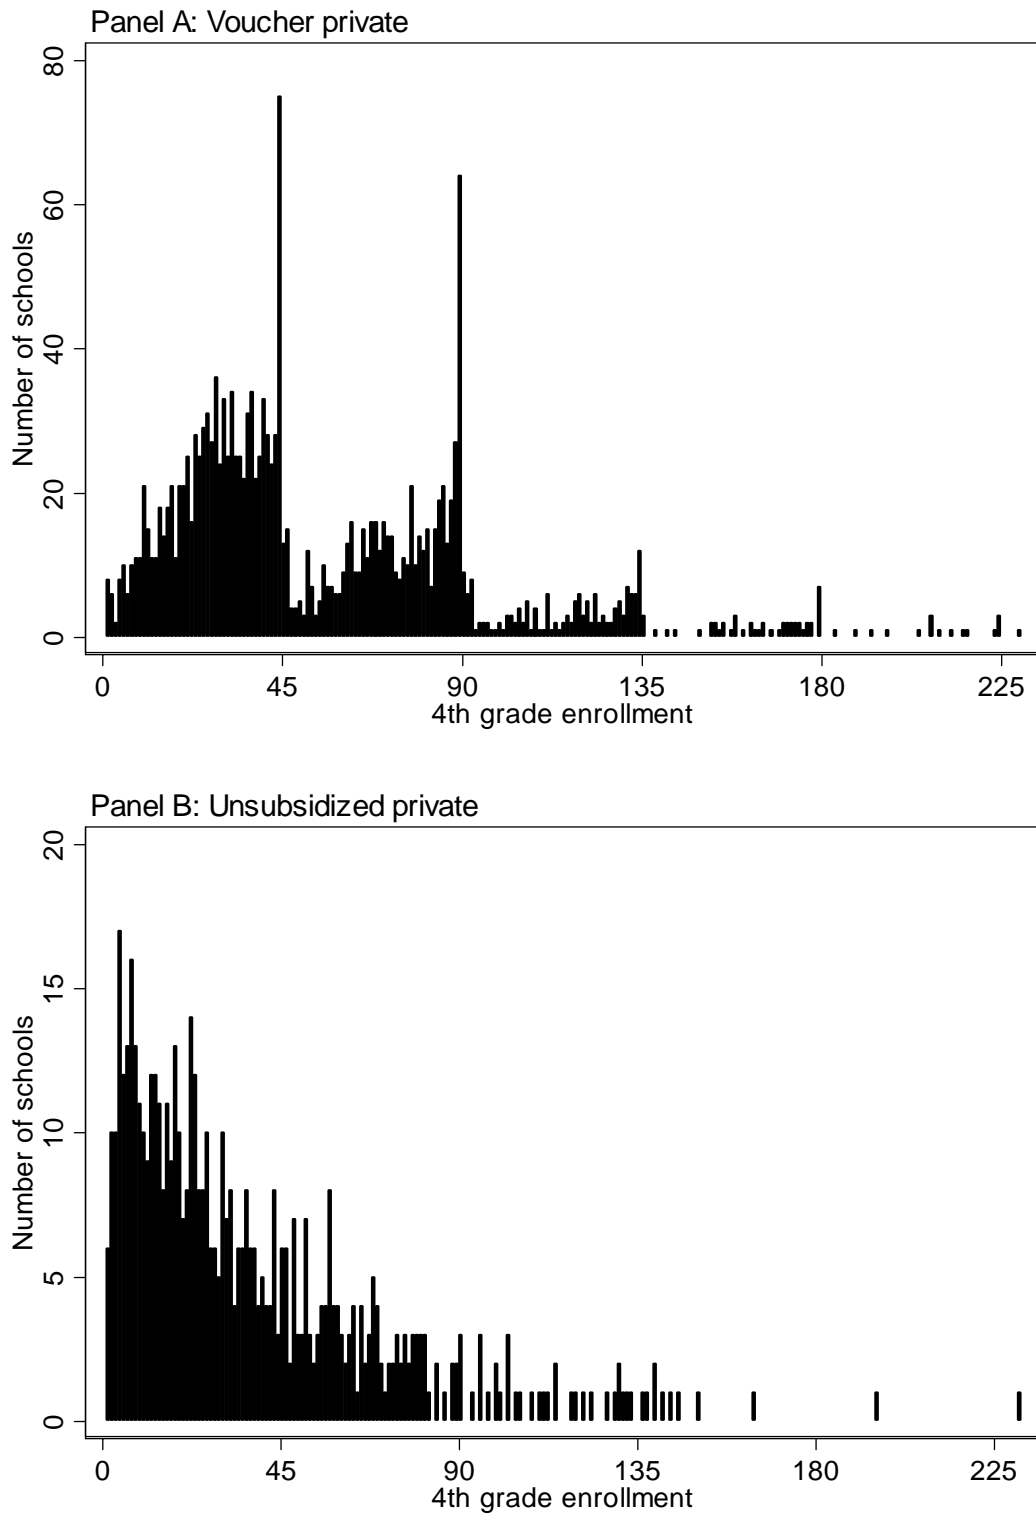 Panel A: Voucher private
80
60
40
20
0
Number of schools
0 45 90 135 180 225
4th grade enrollment
Panel B: Unsubsidized private
20
15
10
5
0
Number of schools
0 45 90 135 180 225
4th grade enrollment